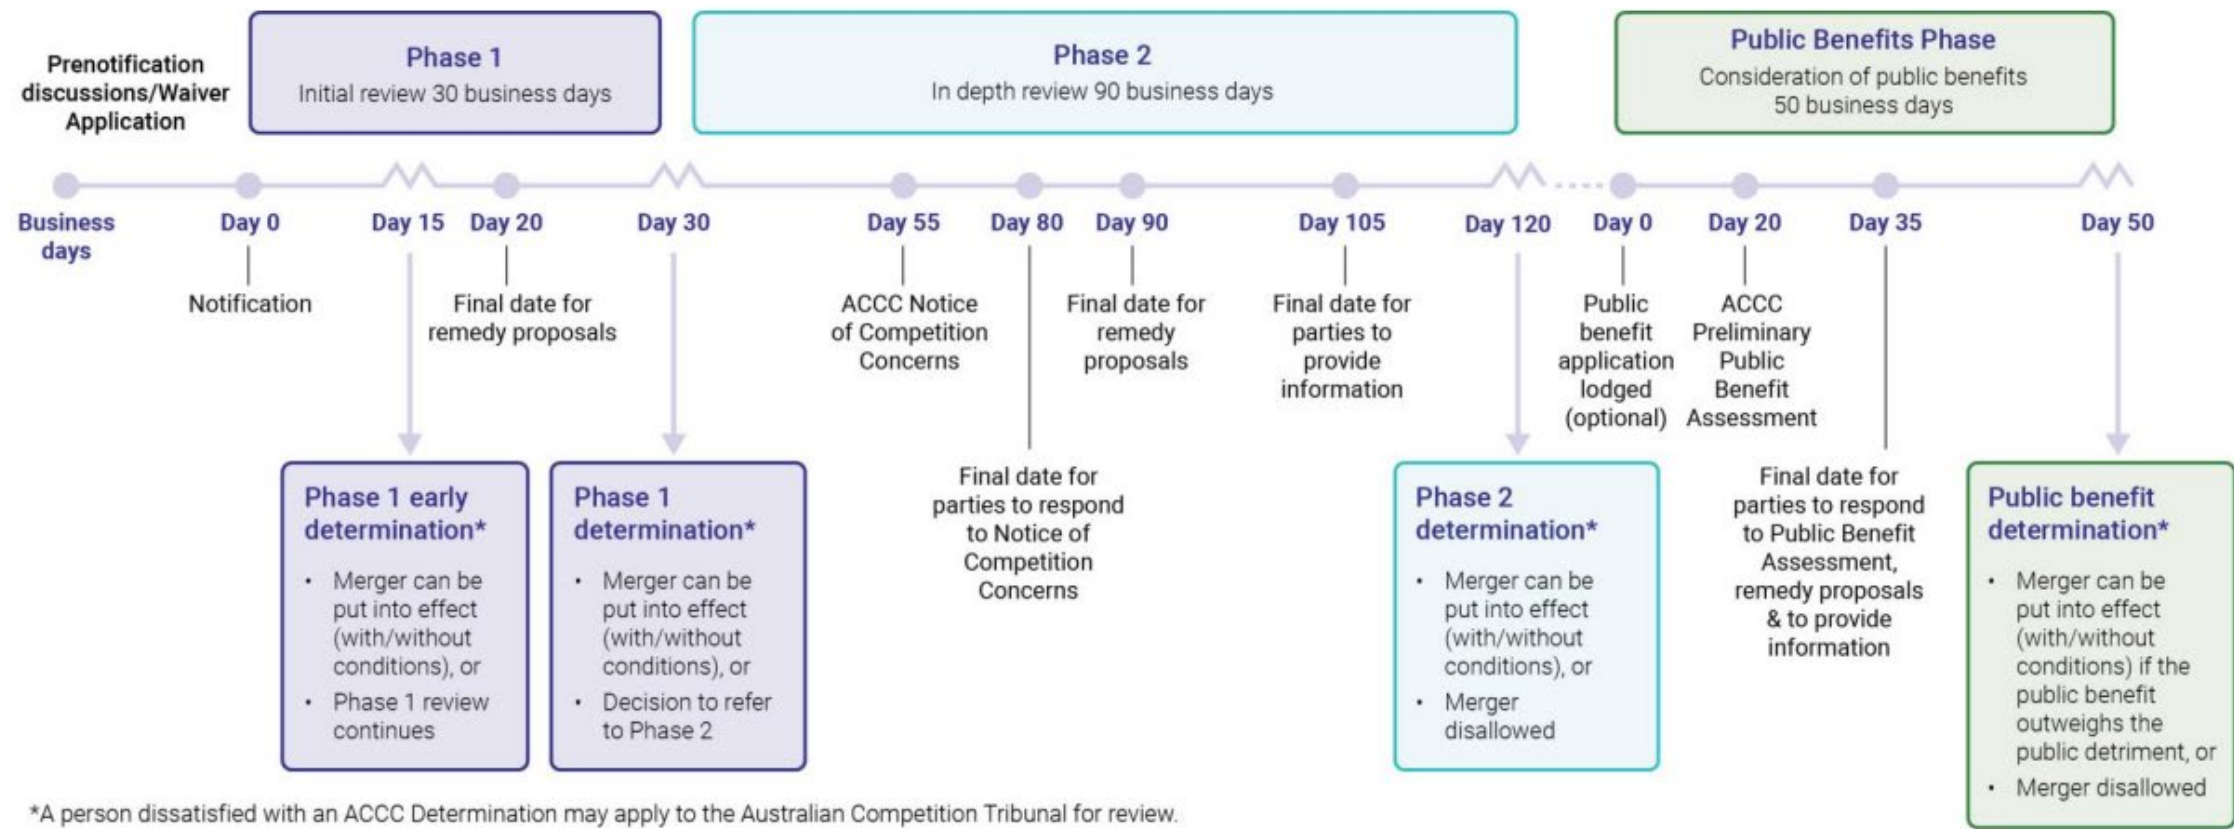 Prenotification
discussions/Waiver
Application
Phase 1
Initial review 30 business days
Phase 2
In depth review 90 business days
Public Benefits Phase
Consideration of public benefits
50 business days
Business
days
Day 0
Day 15
Day 20
Day 30
Day 55
Day 80
Day 90
Day 105
Day 120
Day 0
Day 20
Day 35
Day 50
Notification
Final date for
remedy proposals
ACCC Notice
of Competition
Concerns
Final date for
remedy
proposals
Final date for
parties to
provide
information
Public
benefit
application
lodged
(optional)
ACCC
Preliminary
Public
Benefit
Assessment
Phase 1 early
determination*
• Merger can be
put into effect
(with/without
conditions), or
• Phase 1 review
continues
Phase 1
determination*
• Merger can be
put into effect
(with/without
conditions), or
• Decision to refer
to Phase 2
Final date for
parties to respond
to Notice of
Competition
Concerns
Phase 2
determination*
• Merger can be
put into effect
(with/without
conditions), or
• Merger
disallowed
Final date for
parties to respond
to Public Benefit
Assessment,
remedy proposals
& to provide
information
Public benefit
determination*
• Merger can be
put into effect
(with/without
conditions) if the
public benefit
outweighs the
public detriment, or
• Merger disallowed
*A person dissatisfied with an ACCC Determination may apply to the Australian Competition Tribunal for review.